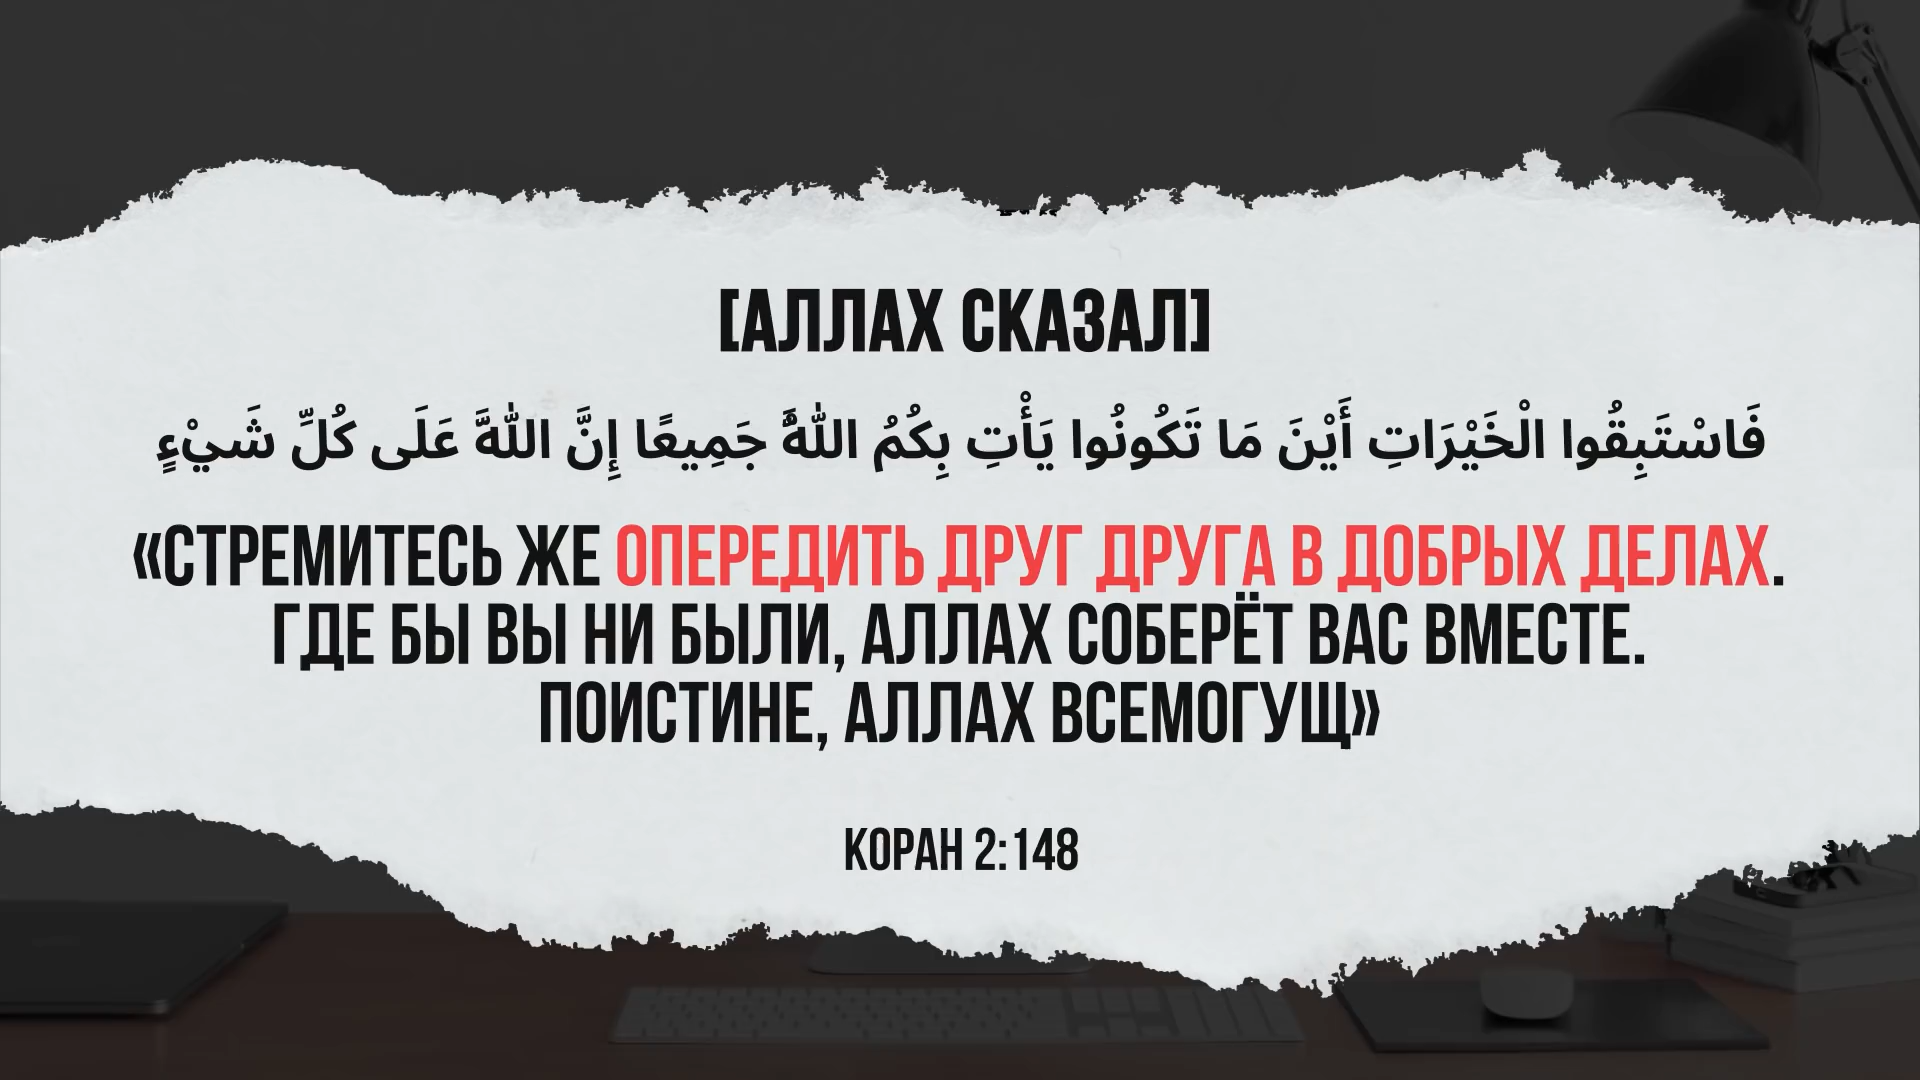 [АЛЛАХ СКАЗАЛ]
فَاسْتَبِقُوا الْخَيْرَاتِ أَيْنَ مَا تَكُونُوا يَأْتِ بِكُمُ اللَّهُ جَمِيعًا إِنَّ اللَّهَ عَلَى كُلِّ شَيْءٍ
«СТРЕМИТЕСЬ ЖЕ ОПЕРЕДИТЬ ДРУГ ДРУГА В ДОБРЫХ ДЕЛАХ.
ГДЕ БЫ ВЫ НИ БЫЛИ, АЛЛАХ СОБЕРЁТ ВАС ВМЕСТЕ.
ПОИСТИНЕ, АЛЛАХ ВСЕМОГУЩ»
КОРАН 2:148